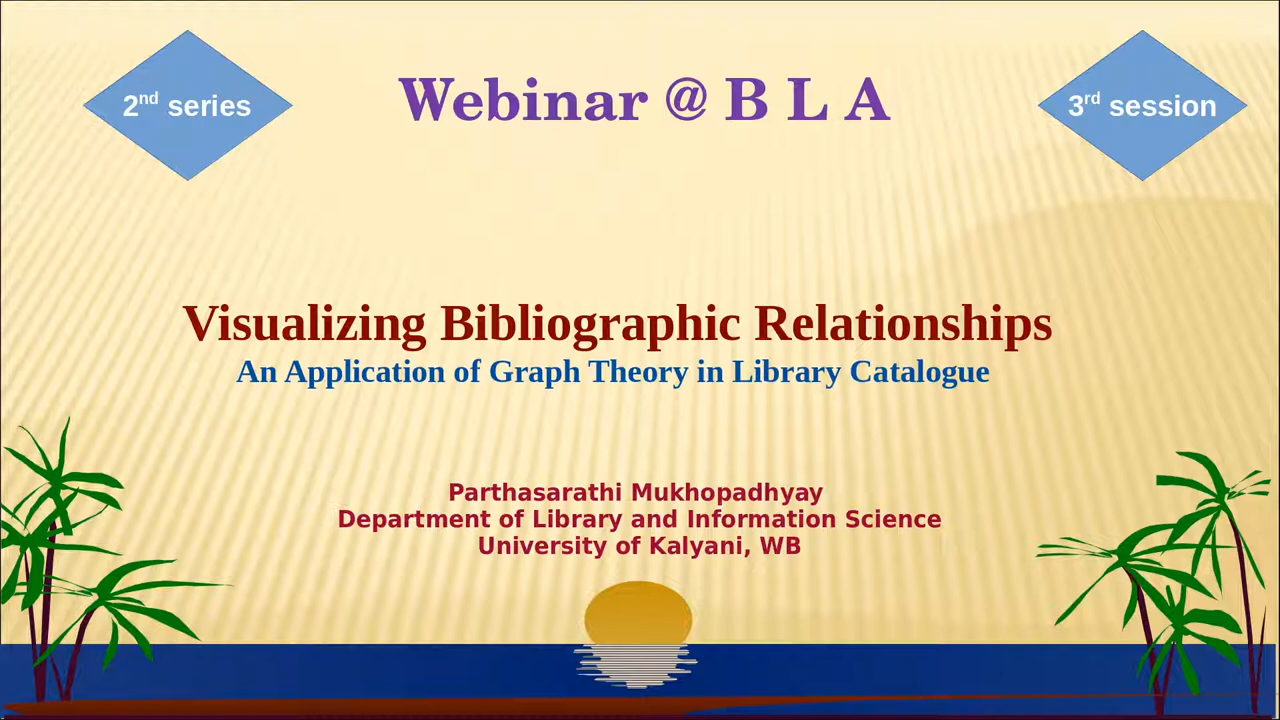 2nd series
Webinar @ B L A
3rd session
Visualizing Bibliographic Relationships
An Application of Graph Theory in Library Catalogue
Parthasarathi Mukhopadhyay
Department of Library and Information Science
University of Kalyani, WB